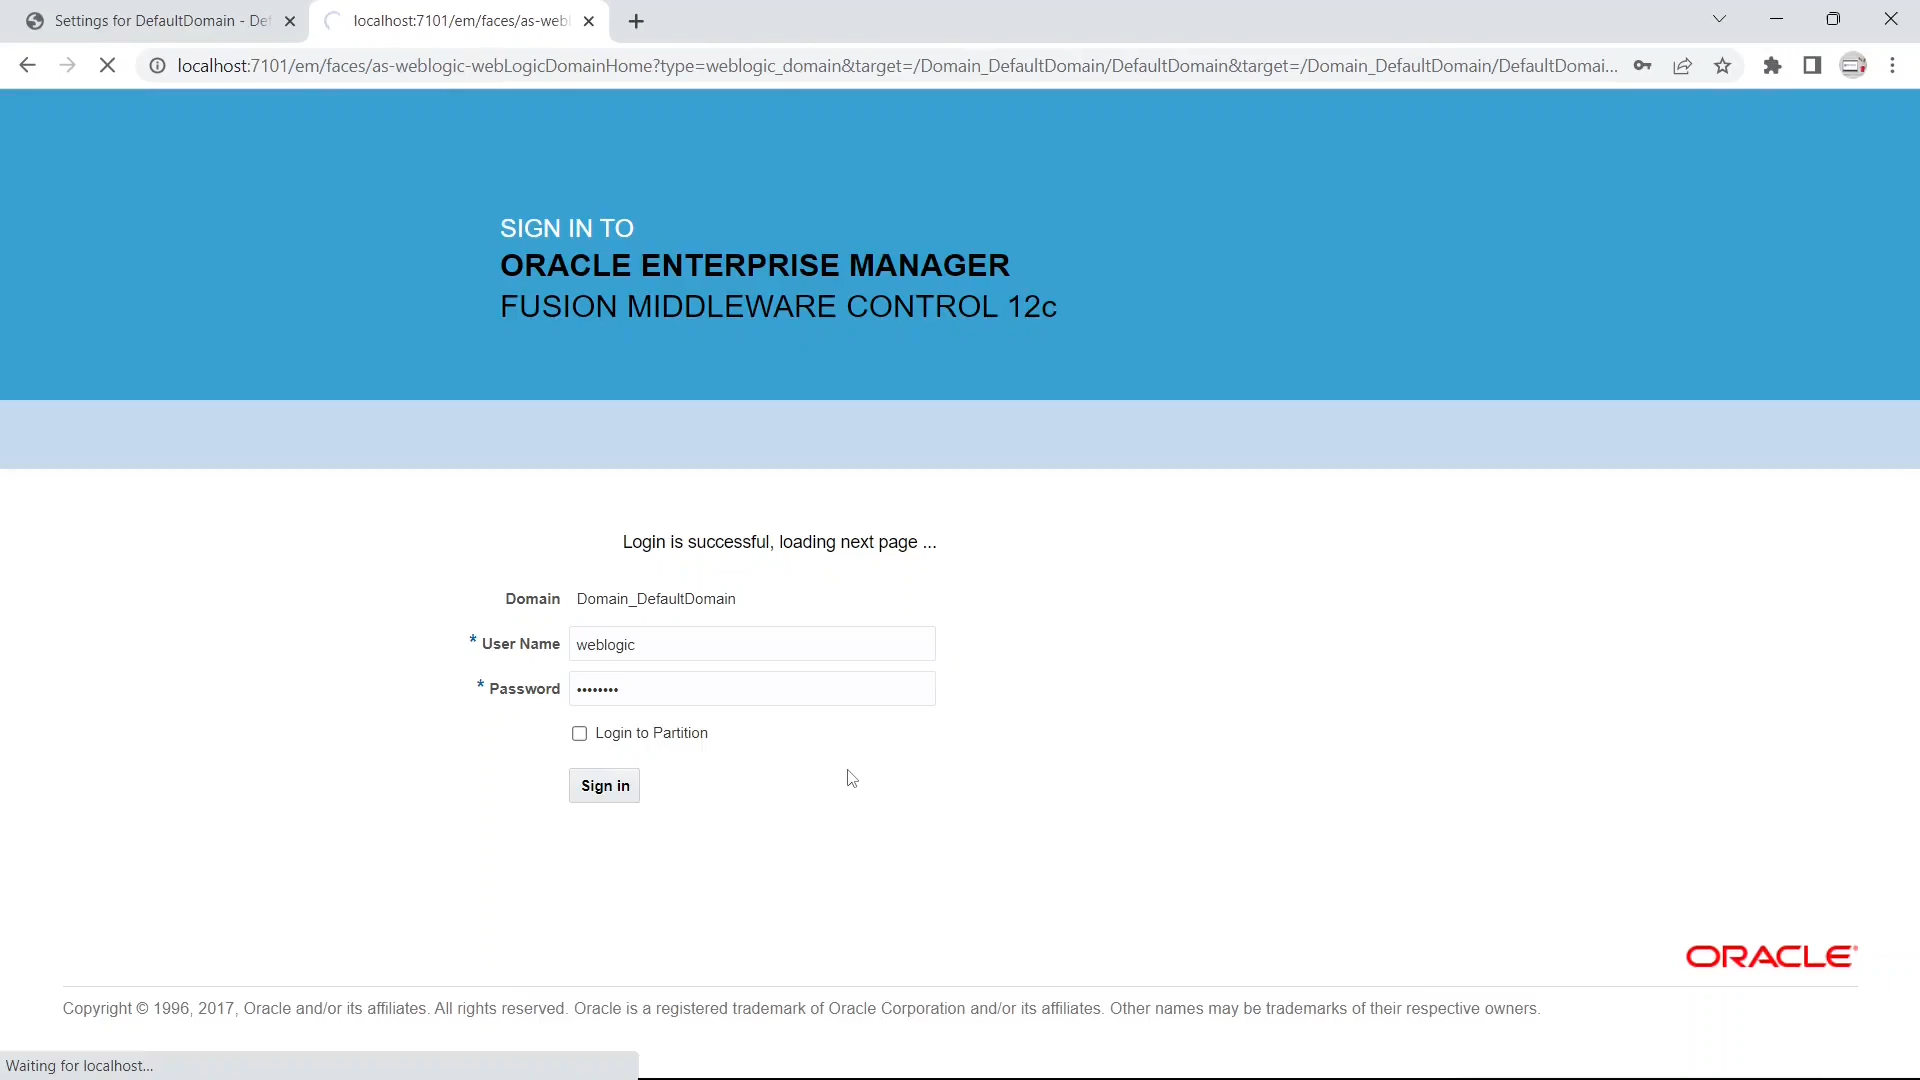 Settings for DefaultDomain - Def
localhost:7101/em/faces/as-webl
localhost:7101/em/faces/as-weblogic-webLogicDomainHome?type=weblogic_domain&target=/Domain_DefaultDomain/DefaultDomain&target=/Domain_DefaultDomain/DefaultDomai...
SIGN IN TO
ORACLE ENTERPRISE MANAGER
FUSION MIDDLEWARE CONTROL 12c
Login is successful, loading next page ...
Domain Domain_DefaultDomain
* User Name weblogic
* Password ••••••••
Login to Partition
Sign in
ORACLE®
Copyright © 1996, 2017, Oracle and/or its affiliates. All rights reserved. Oracle is a registered trademark of Oracle Corporation and/or its affiliates. Other names may be trademarks of their respective owners.
Waiting for localhost...